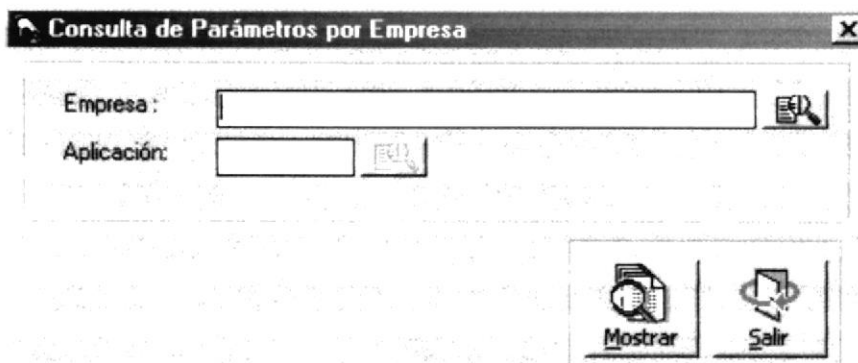 Consulta de Parámetros por Empresa
Empresa :
Aplicación:
Mostrar
Salir